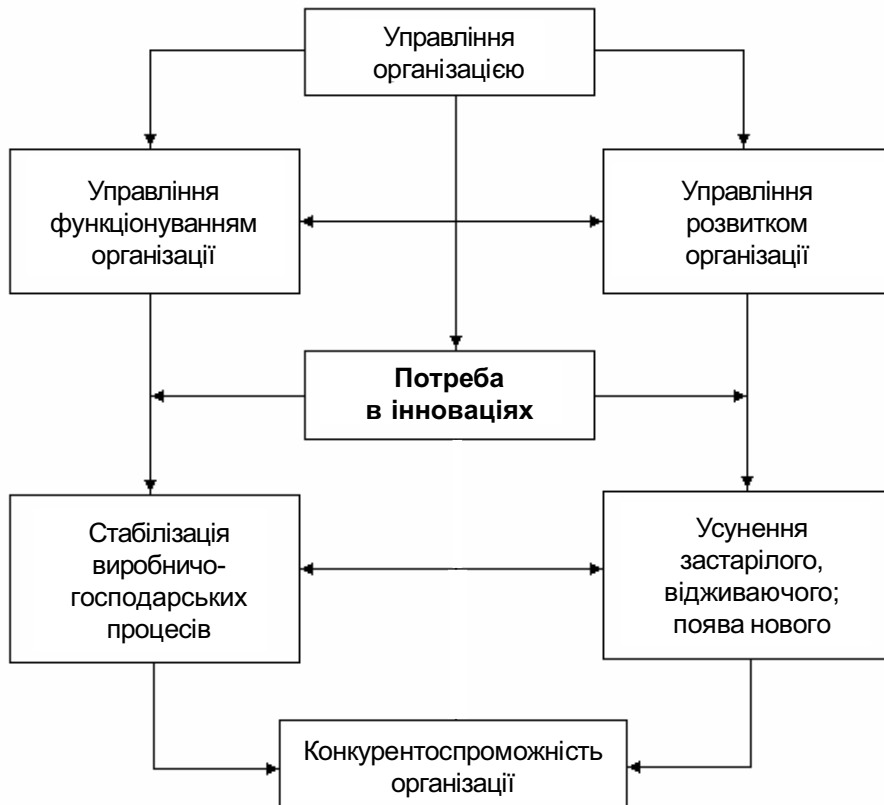 Управління
організацією
Управління
функціонуванням
організації
Управління
розвитком
організації
Потреба
в інноваціях
Стабілізація
виробничо-
господарських
процесів
Усунення
застарілого,
відживаючого;
поява нового
Конкурентоспроможність
організації